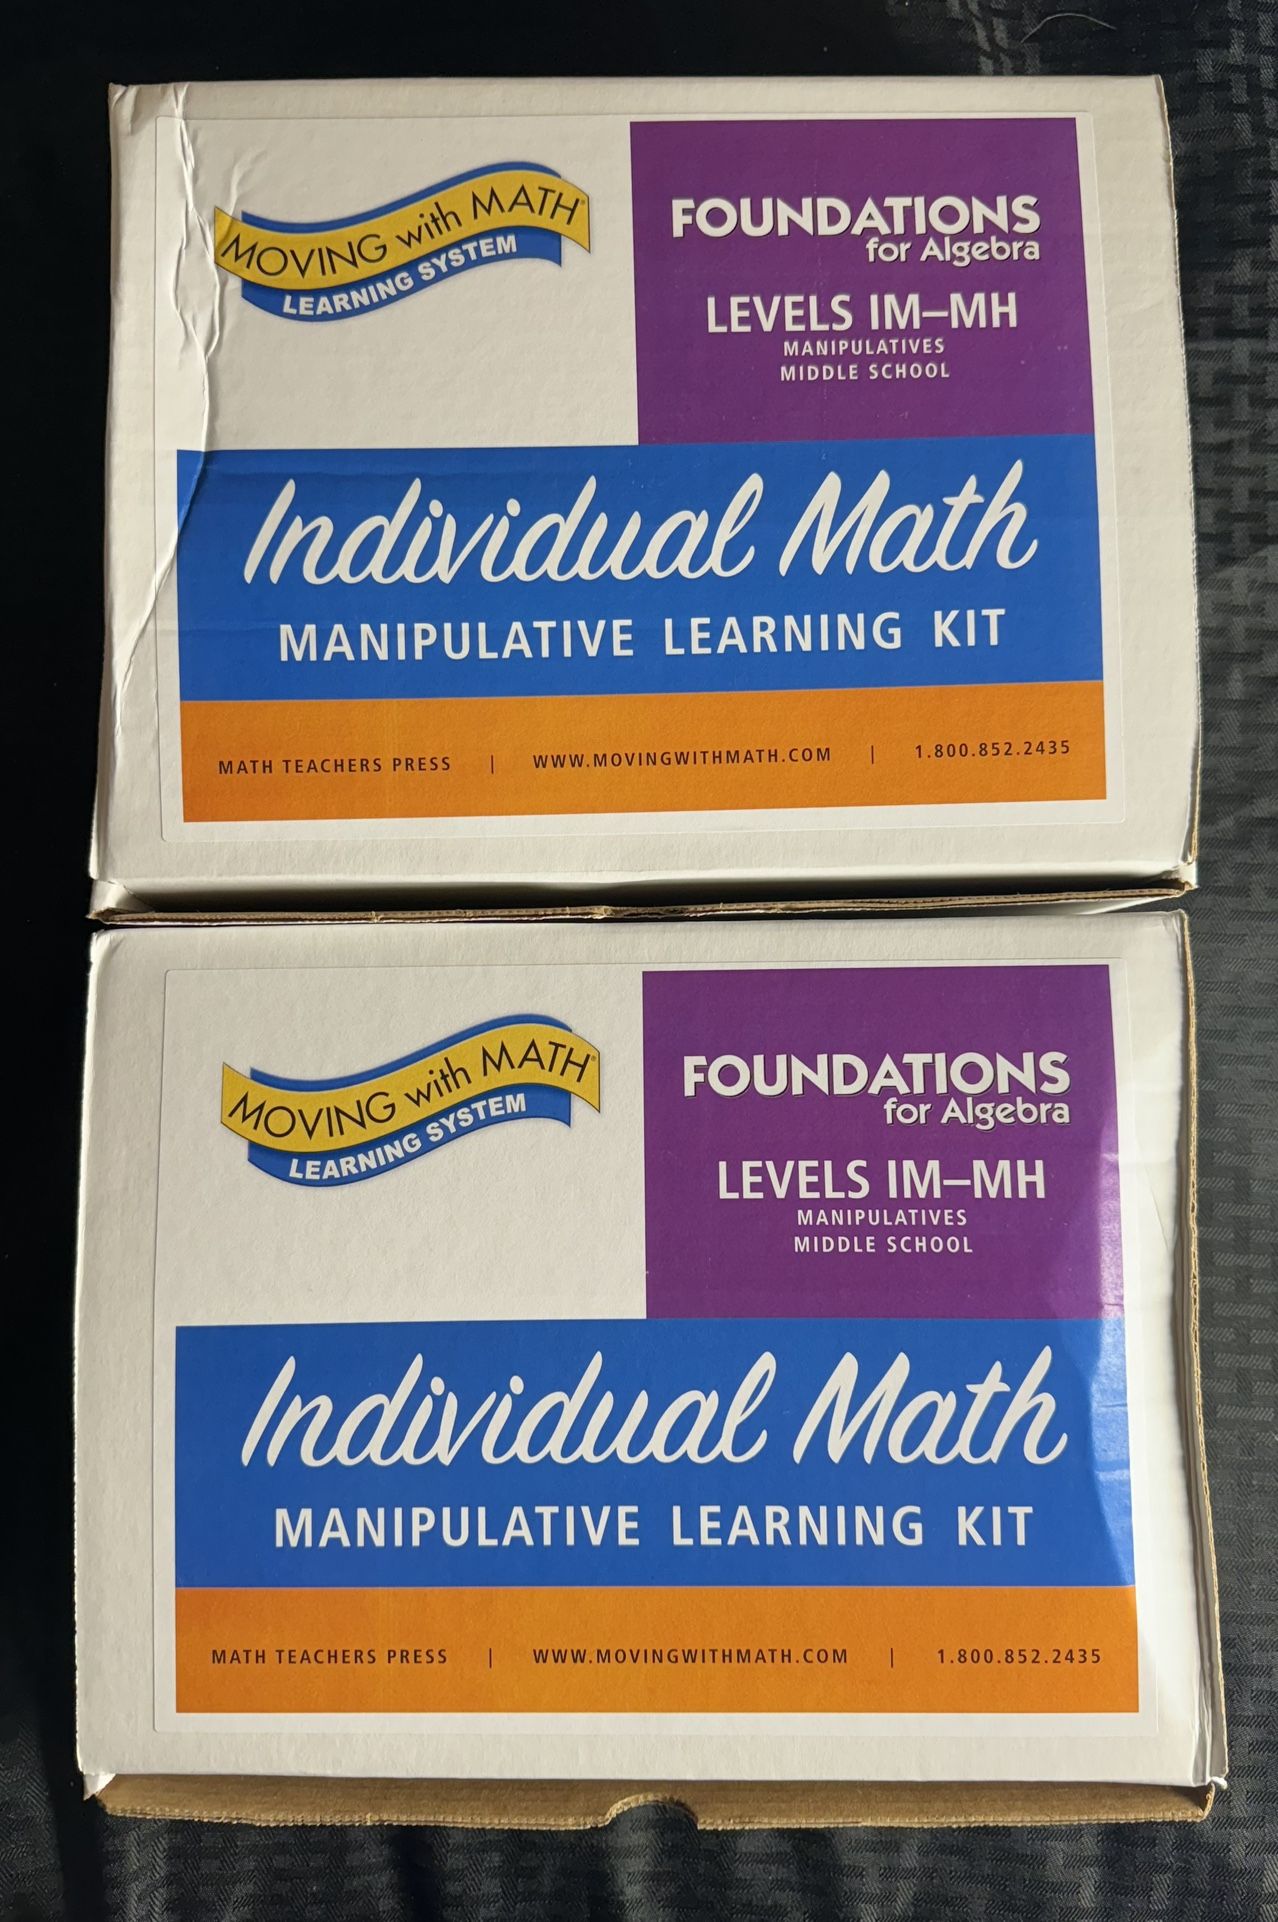 MOVING with MATH®
LEARNING SYSTEM
FOUNDATIONS
for Algebra
LEVELS IM–MH
MANIPULATIVES
MIDDLE SCHOOL
Individual Math
MANIPULATIVE LEARNING KIT
MATH TEACHERS PRESS | WWW.MOVINGWITHMATH.COM | 1.800.852.2435
MOVING with MATH®
LEARNING SYSTEM
FOUNDATIONS
for Algebra
LEVELS IM–MH
MANIPULATIVES
MIDDLE SCHOOL
Individual Math
MANIPULATIVE LEARNING KIT
MATH TEACHERS PRESS | WWW.MOVINGWITHMATH.COM | 1.800.852.2435